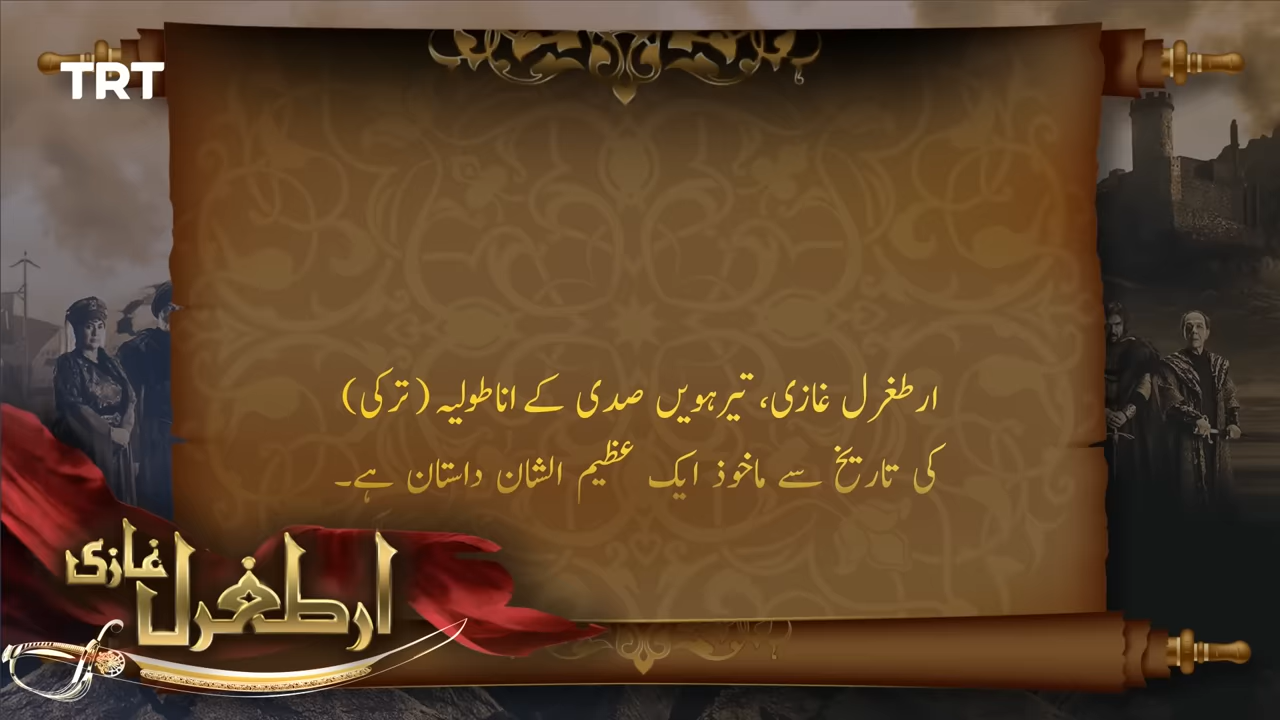 TRT
ارطغرل غازی، تیرہویں صدی کے اناطولیہ (ترکی)
کی تاریخ سے ماخوذ ایک عظیم الشان داستان ہے۔
ارطغرل غازی